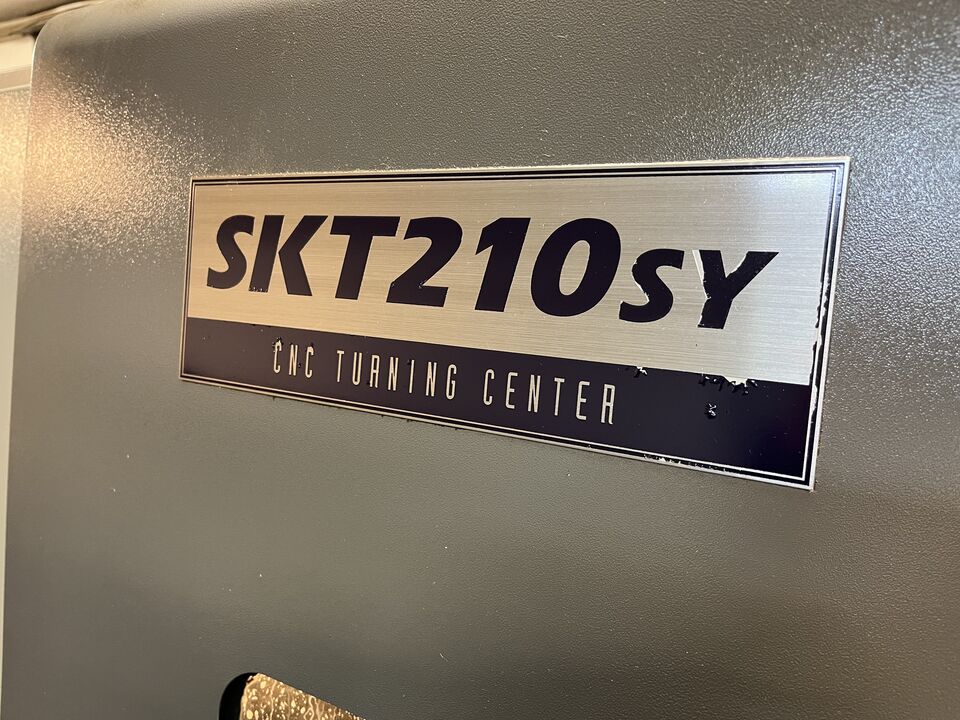 SKT210SY
CNC TURNING CENTER